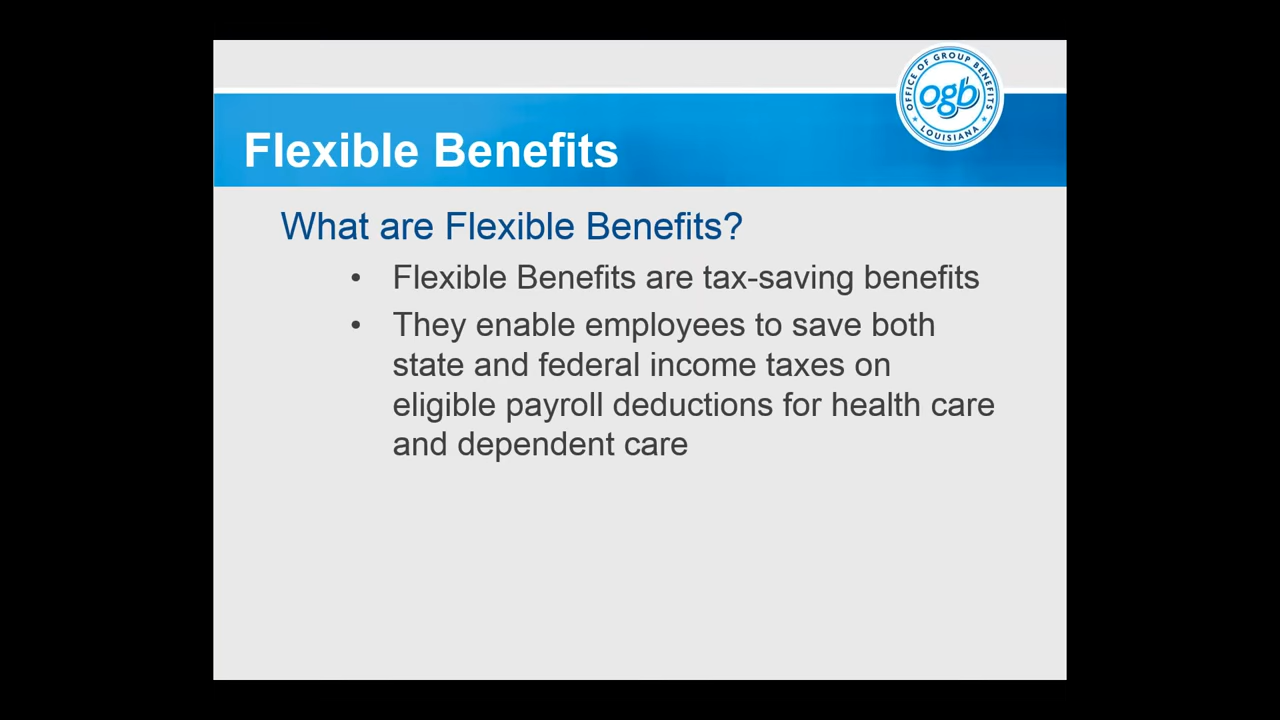 OFFICE OF GROUP BENEFITS
ogb
LOUISIANA
Flexible Benefits
What are Flexible Benefits?
• Flexible Benefits are tax-saving benefits
• They enable employees to save both
state and federal income taxes on
eligible payroll deductions for health care
and dependent care